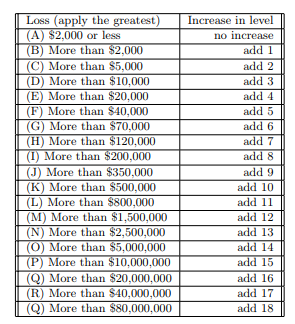 Loss (apply the greatest) Increase in level
(A) $2,000 or less no increase
(B) More than $2,000 add 1
(C) More than $5,000 add 2
(D) More than $10,000 add 3
(E) More than $20,000 add 4
(F) More than $40,000 add 5
(G) More than $70,000 add 6
(H) More than $120,000 add 7
(I) More than $200,000 add 8
(J) More than $350,000 add 9
(K) More than $500,000 add 10
(L) More than $800,000 add 11
(M) More than $1,500,000 add 12
(N) More than $2,500,000 add 13
(O) More than $5,000,000 add 14
(P) More than $10,000,000 add 15
(Q) More than $20,000,000 add 16
(R) More than $40,000,000 add 17
(Q) More than $80,000,000 add 18